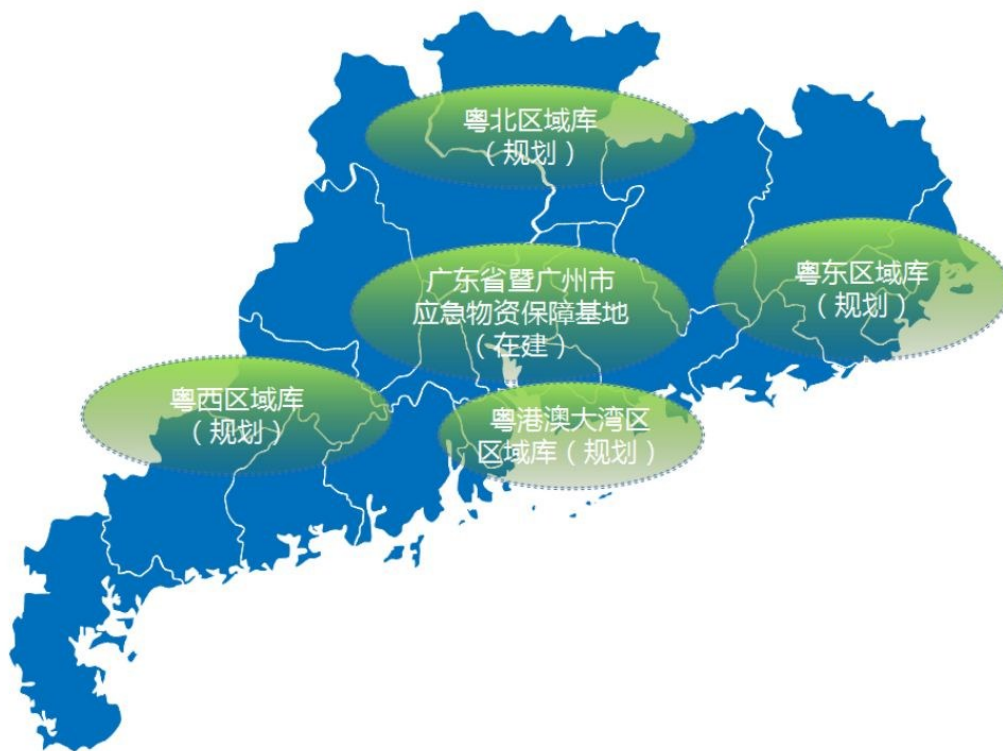 粤北区域库
（规划）
广东省暨广州市
应急物资保障基地
（在建）
粤东区域库
（规划）
粤西区域库
（规划）
粤港澳大湾区
区域库（规划）